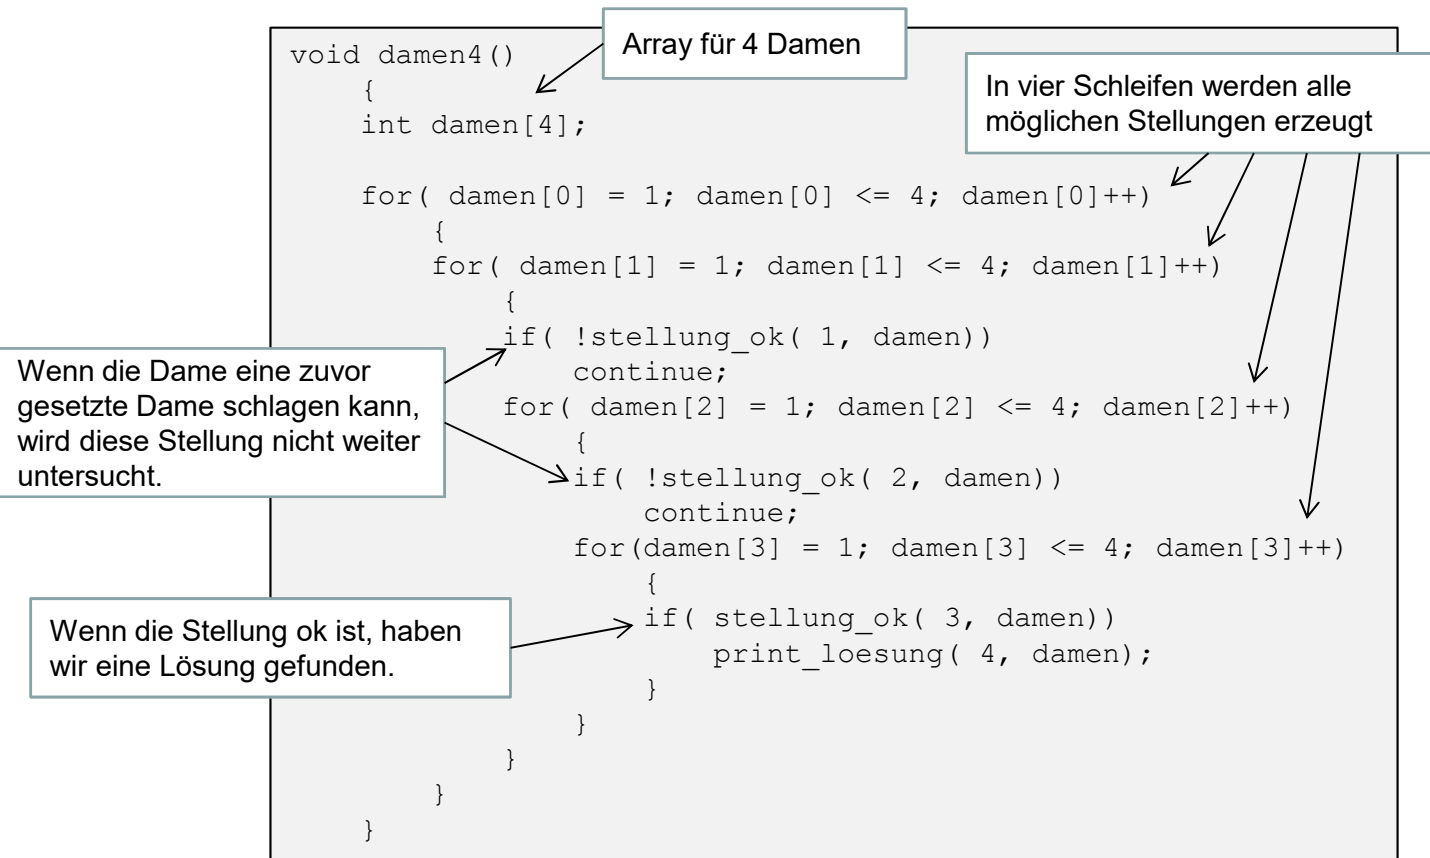 Array für 4 Damen
In vier Schleifen werden alle
möglichen Stellungen erzeugt
void damen4()
{
int damen[4];
for( damen[0] = 1; damen[0] <= 4; damen[0]++)
{
for( damen[1] = 1; damen[1] <= 4; damen[1]++)
{
if( !stellung_ok( 1, damen))
continue;
for( damen[2] = 1; damen[2] <= 4; damen[2]++)
{
if( !stellung_ok( 2, damen))
continue;
for(damen[3] = 1; damen[3] <= 4; damen[3]++)
{
if( stellung_ok( 3, damen))
print_loesung( 4, damen);
}
}
}
}
}
Wenn die Dame eine zuvor
gesetzte Dame schlagen kann,
wird diese Stellung nicht weiter
untersucht.
Wenn die Stellung ok ist, haben
wir eine Lösung gefunden.